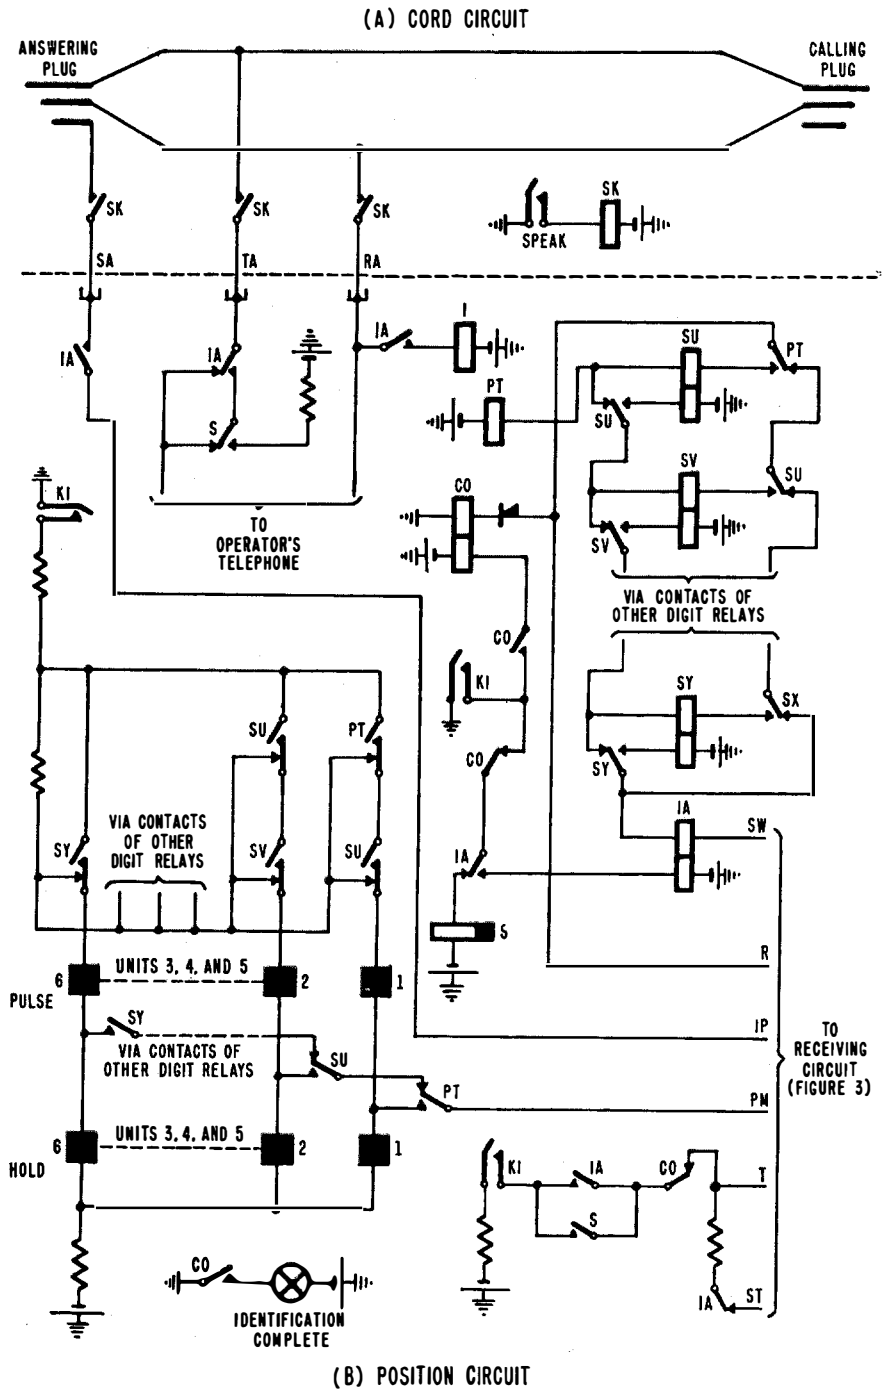 (A) CORD CIRCUIT
ANSWERING
PLUG
CALLING
PLUG
SK
SK
SK
SK
SPEAK
SA
TA
RA
IA
IA
IA
I
SU
PT
PT
S
SU
KI
CO
SV
SU
TO
OPERATOR'S
TELEPHONE
SV
VIA CONTACTS OF
OTHER DIGIT RELAYS
CO
KI
SY
SX
SU
PT
CO
SY
VIA CONTACTS
OF OTHER
DIGIT RELAYS
IA
SW
SY
SV
SU
IA
S
6
UNITS 3, 4, AND 5
2
1
R
PULSE
SY
IP
VIA CONTACTS OF
OTHER DIGIT RELAYS
SU
PT
PM
TO
RECEIVING
CIRCUIT
(FIGURE 3)
6
UNITS 3, 4, AND 5
2
1
HOLD
KI
IA
CO
T
S
CO
IA
ST
IDENTIFICATION
COMPLETE
(B) POSITION CIRCUIT